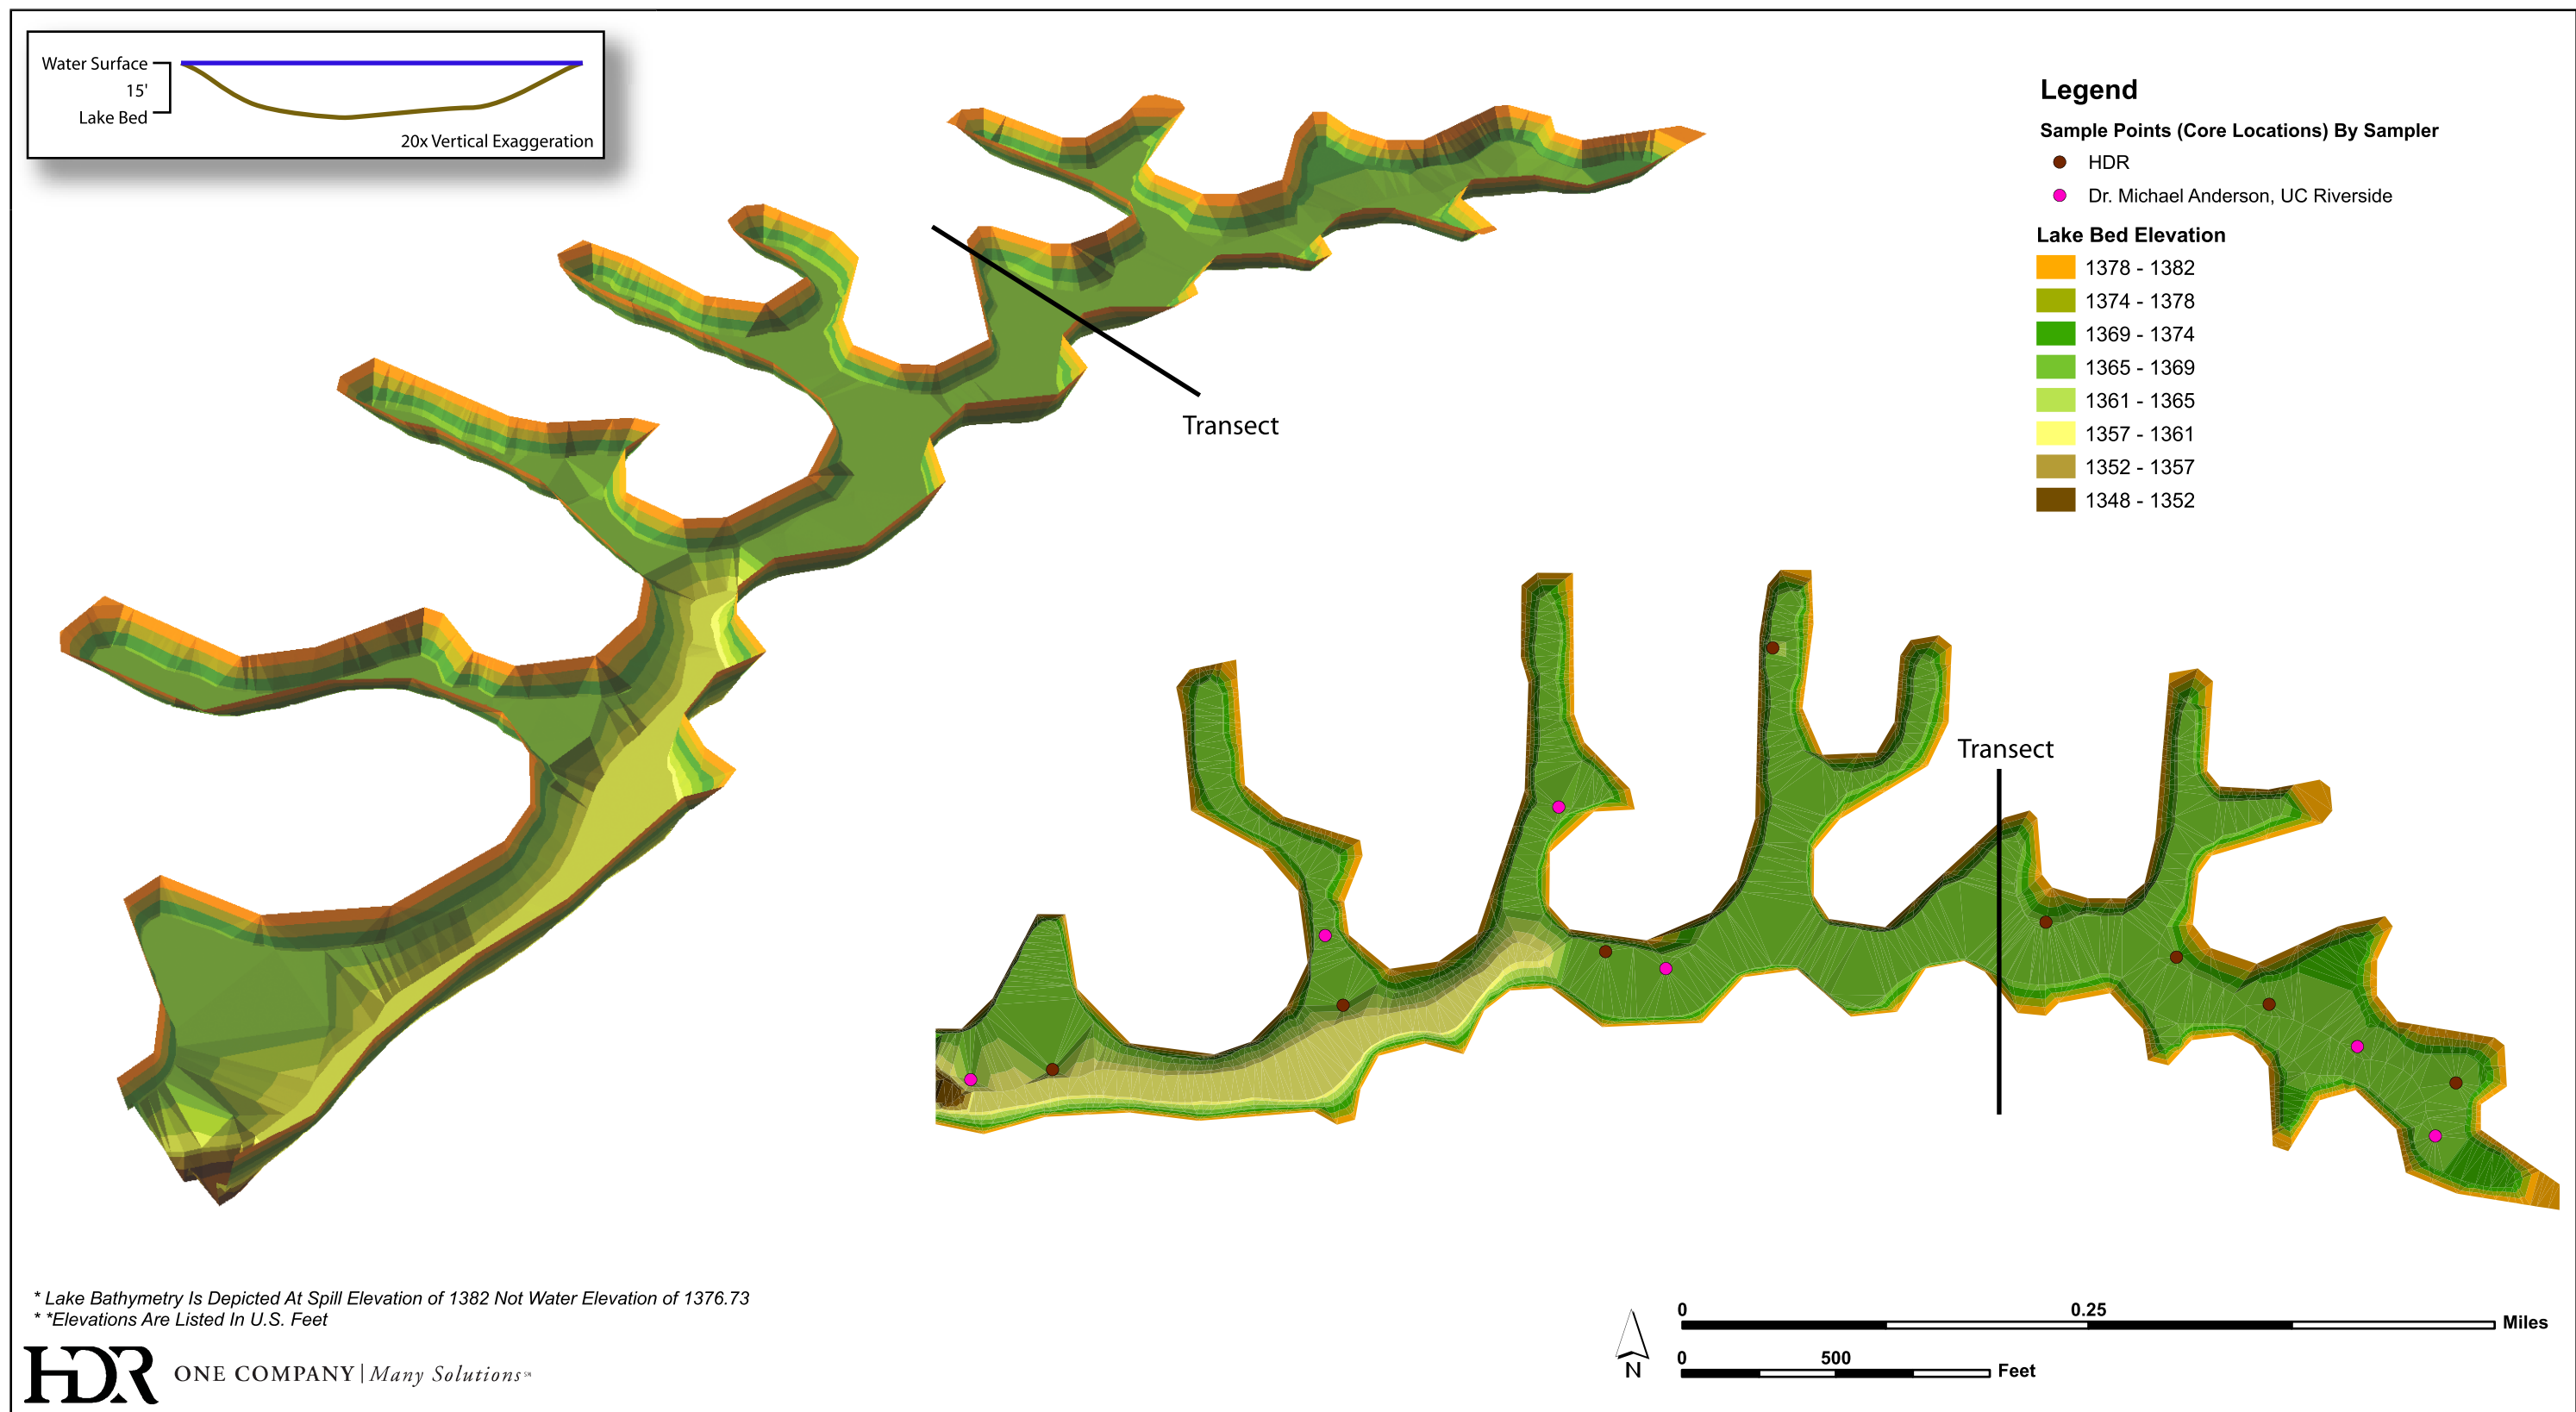 Water Surface
15'
Lake Bed
20x Vertical Exaggeration
Transect
Legend
Sample Points (Core Locations) By Sampler
HDR
Dr. Michael Anderson, UC Riverside
Lake Bed Elevation
1378 - 1382
1374 - 1378
1369 - 1374
1365 - 1369
1361 - 1365
1357 - 1361
1352 - 1357
1348 - 1352
Transect
* Lake Bathymetry Is Depicted At Spill Elevation of 1382 Not Water Elevation of 1376.73
* *Elevations Are Listed In U.S. Feet
HDR ONE COMPANY | Many Solutions℠
N
0 0.25 Miles
0 500 Feet